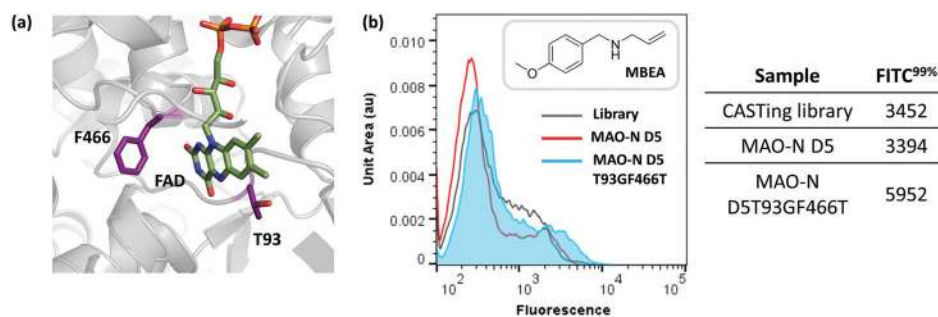 (a)
F466
FAD
T93
(b)
Unit Area (au)
0.010
0.008
0.006
0.004
0.002
0
10² 10³ 10⁴ 10⁵
Fluorescence
O
N
H
MBEA
Library
MAO-N D5
MAO-N D5
T93GF466T
Sample FITC⁹⁹%
CASTing library 3452
MAO-N D5 3394
MAO-N 5952
D5T93GF466T